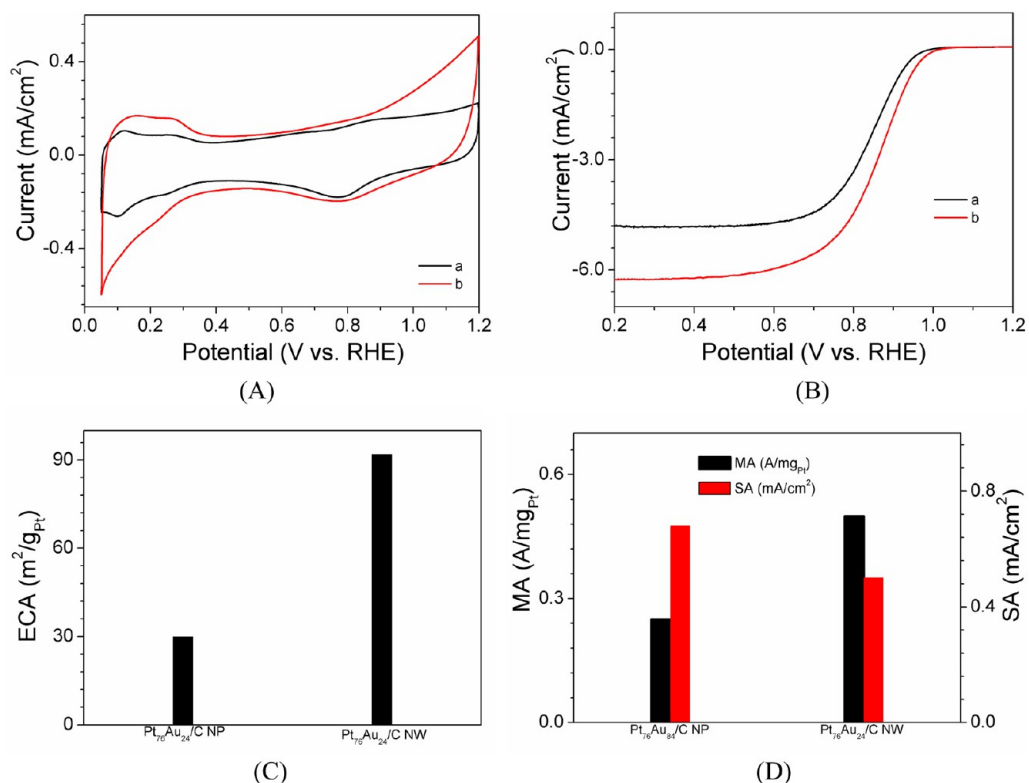 Current (mA/cm²)
0.4
0.0
-0.4
a
b
0.0 0.2 0.4 0.6 0.8 1.0 1.2
Potential (V vs. RHE)
(A)
Current (mA/cm²)
0.0
-3.0
-6.0
a
b
0.2 0.4 0.6 0.8 1.0 1.2
Potential (V vs. RHE)
(B)
ECA (m²/g_Pt)
90
60
30
0
Pt₇₆Au₂₄/C NP Pt₇₆Au₂₄/C NW
(C)
MA (A/mg_Pt)
0.6
0.3
0.0
MA (A/mg_Pt)
SA (mA/cm²)
0.8
0.4
0.0
SA (mA/cm²)
Pt₇₆Au₈₄/C NP Pt₇₆Au₂₄/C NW
(D)